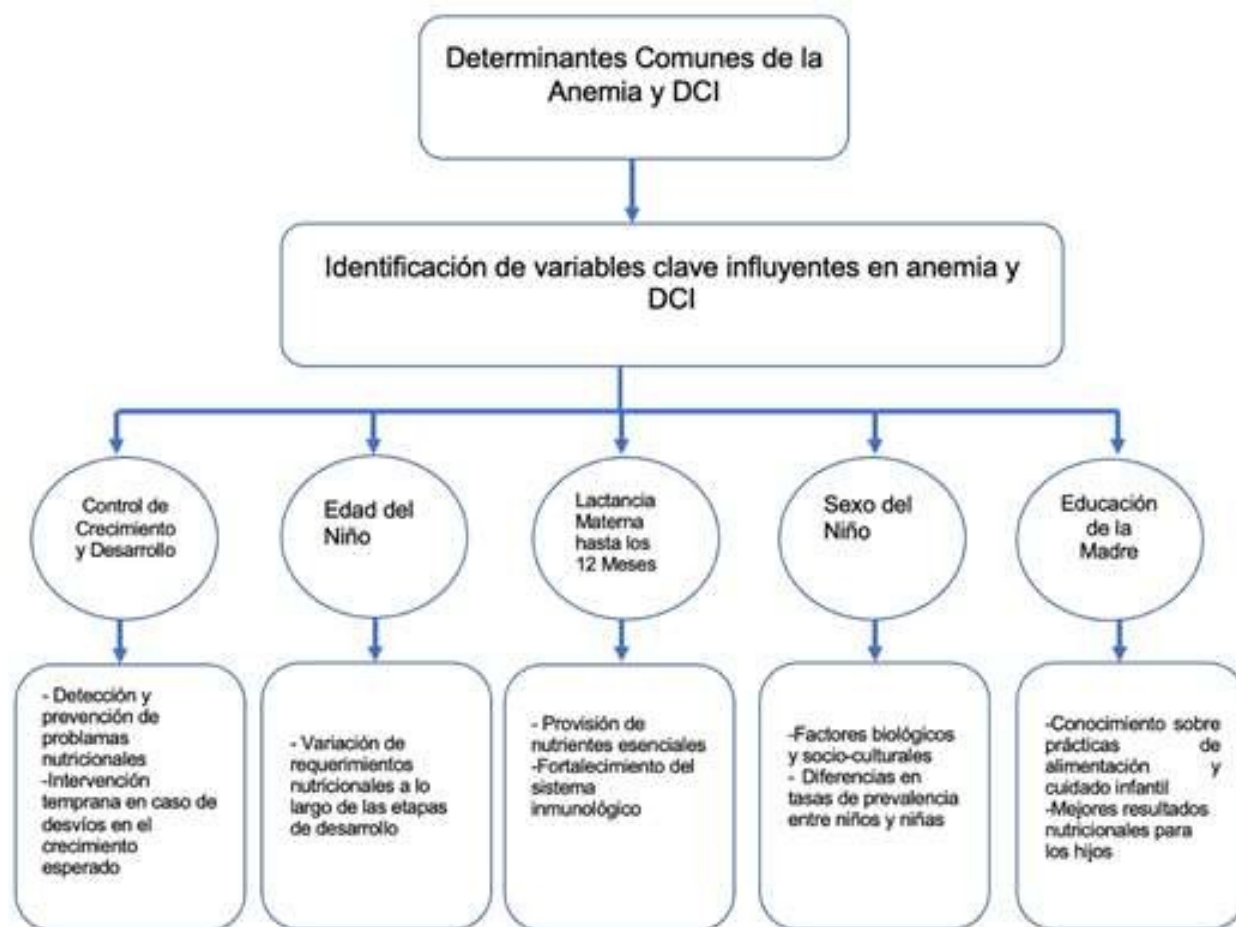 Determinantes Comunes de la
Anemia y DCI
Identificación de variables clave influyentes en anemia y
DCI
Control de
Crecimiento
y Desarrollo
Edad del
Niño
Lactancia
Materna
hasta los
12 Meses
Sexo del
Niño
Educación
de la
Madre
- Detección y
prevención de
problamas
nutricionales
-Intervención
temprana en caso de
desvíos en el
crecimiento
esperado
- Variación de
requerimientos
nutricionales a lo
largo de las etapas
de desarrollo
- Provisión de
nutrientes esenciales
-Fortalecimiento del
sistema
inmunológico
-Factores biológicos
y socio-culturales
- Diferencias en
tasas de prevalencia
entre niños y niñas
-Conocimiento sobre
prácticas de
alimentación y
cuidado infantil
-Mejores resultados
nutricionales para
los hijos